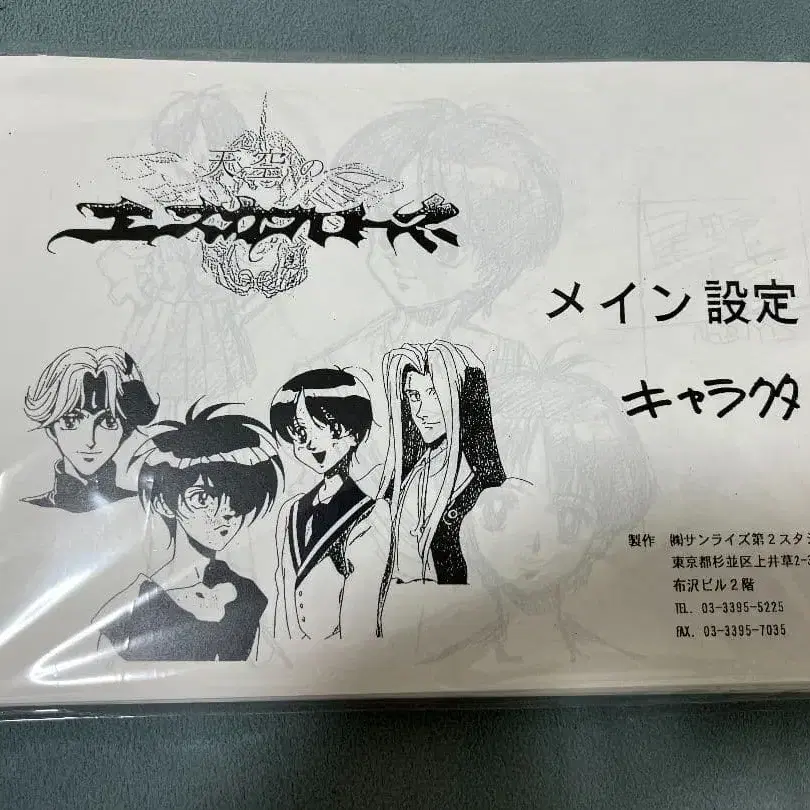 天空の
エスカフローネ
メイン設定
キャラクタ
製作 ㈱サンライズ第2スタジ
東京都杉並区上井草2-3
布沢ビル2階
TEL. 03-3395-5225
FAX. 03-3395-7035